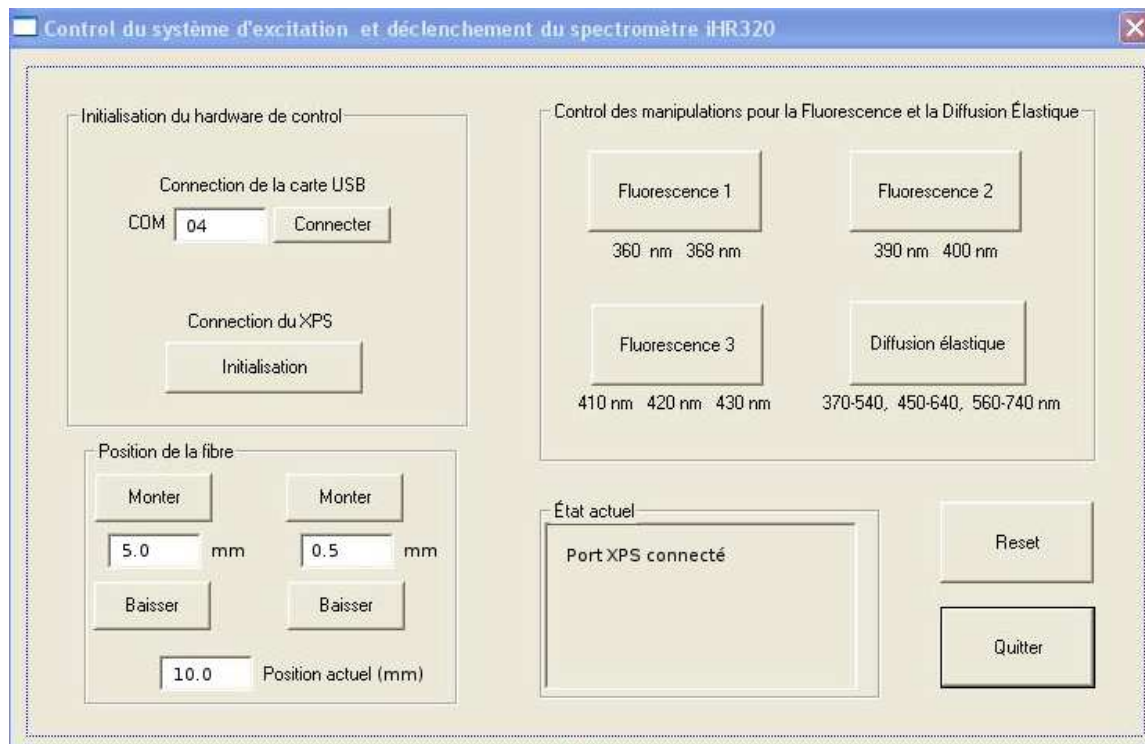 Control du système d'excitation et déclenchement du spectromètre iHR320
Initialisation du hardware de control
Connection de la carte USB
COM 04 Connecter
Connection du XPS
Initialisation
Control des manipulations pour la Fluorescence et la Diffusion Élastique
Fluorescence 1 Fluorescence 2
360 nm 368 nm 390 nm 400 nm
Fluorescence 3 Diffusion élastique
410 nm 420 nm 430 nm 370-540, 450-640, 560-740 nm
Position de la fibre
Monter Monter
5.0 mm 0.5 mm
Baisser Baisser
10.0 Position actuel (mm)
État actuel
Port XPS connecté
Reset
Quitter